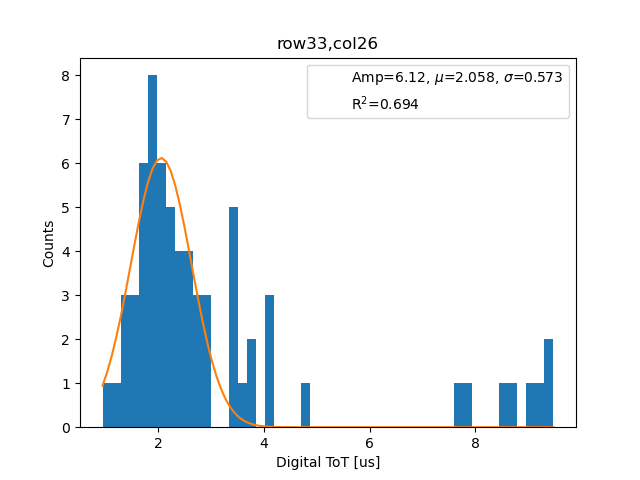 row33,col26
Amp=6.12, μ=2.058, σ=0.573
R²=0.694
8
7
6
5
4
3
2
1
0
Counts
2 4 6 8
Digital ToT [us]